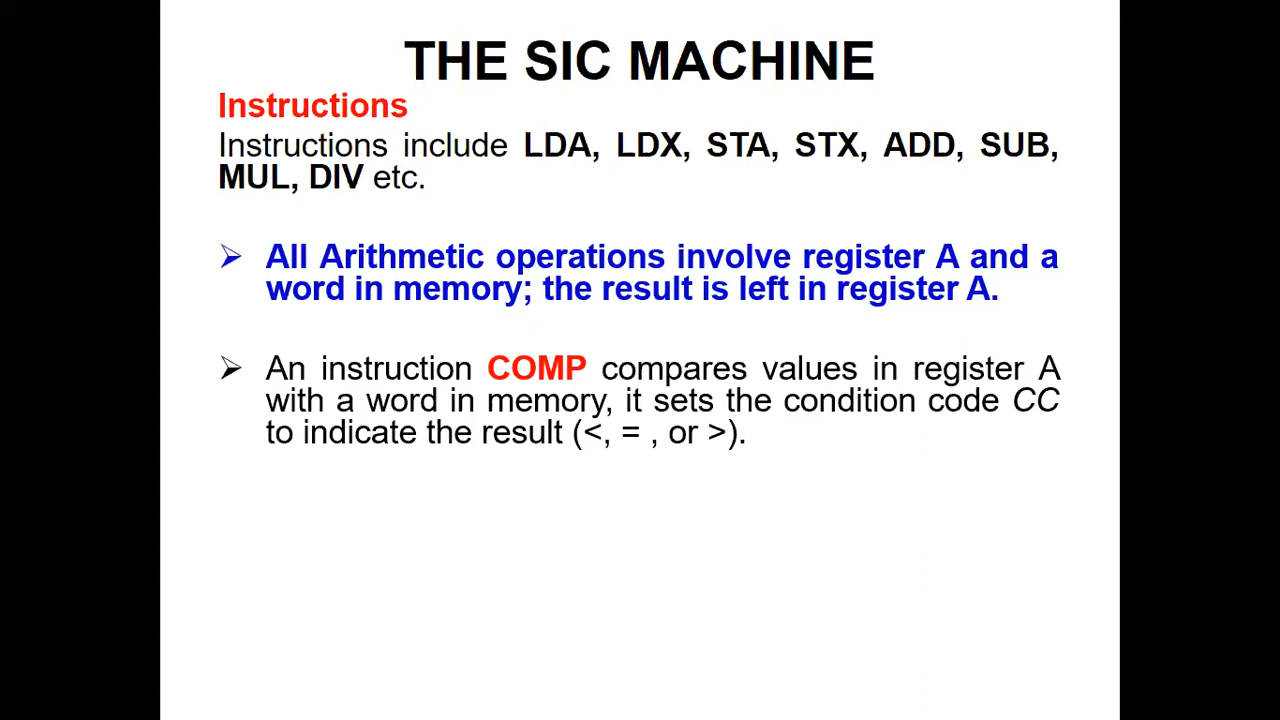 THE SIC MACHINE
Instructions
Instructions include LDA, LDX, STA, STX, ADD, SUB,
MUL, DIV etc.
➢ All Arithmetic operations involve register A and a
word in memory; the result is left in register A.
➢ An instruction COMP compares values in register A
with a word in memory, it sets the condition code CC
to indicate the result (<, = , or >).